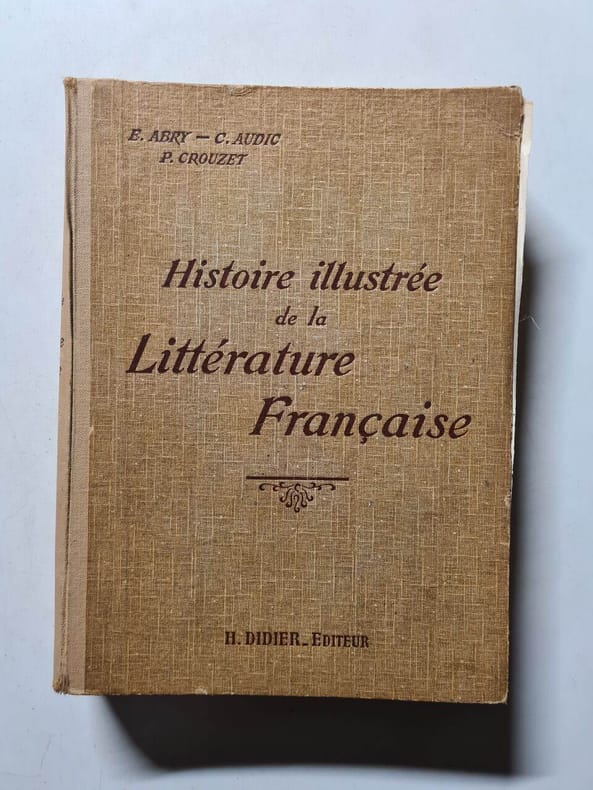 E. ABRY — C. AUDIC
P. CROUZET
Histoire illustrée
de la
Littérature
Française
H. DIDIER_EDITEUR